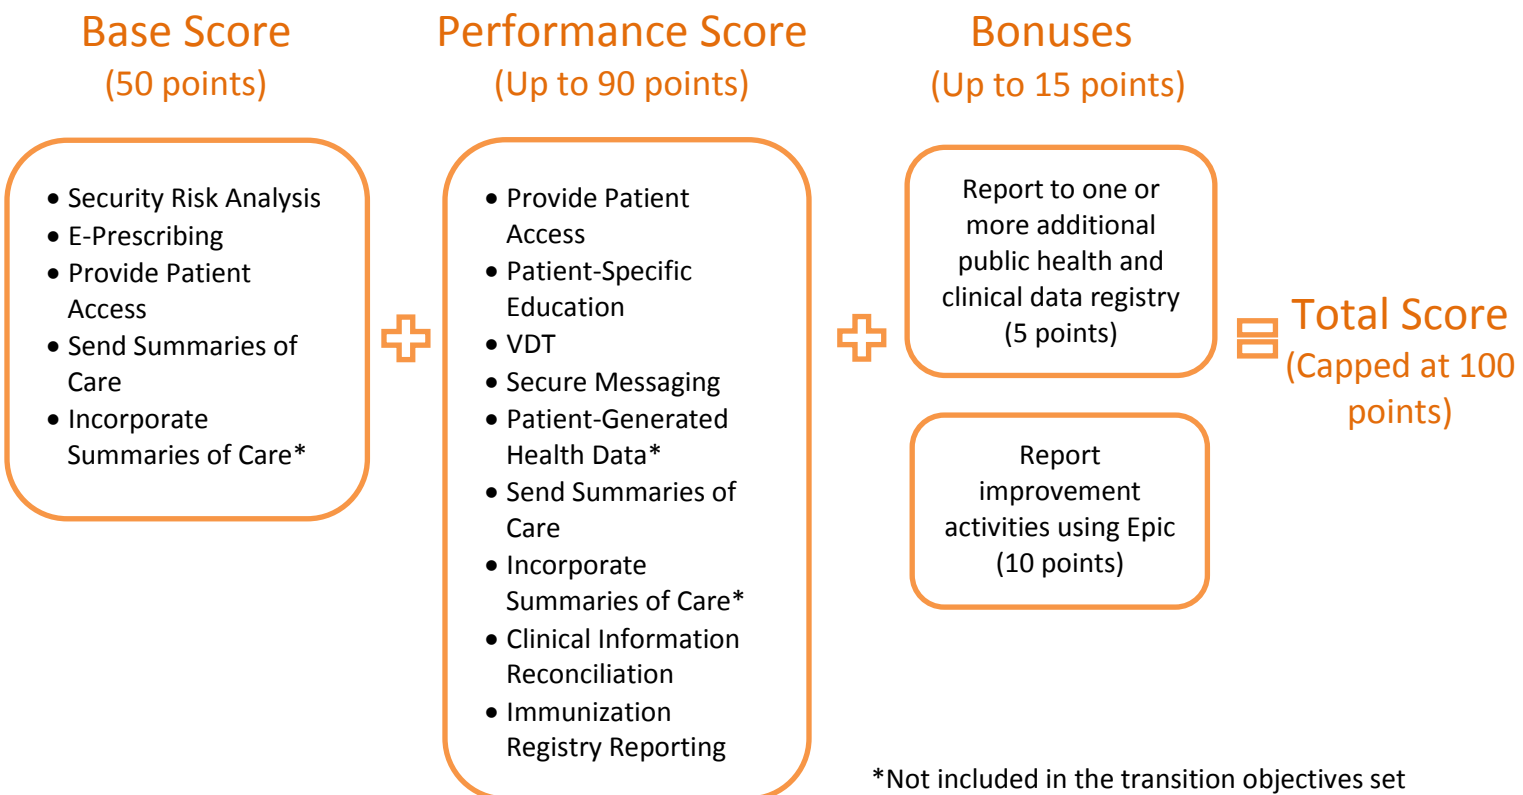 Base Score
(50 points)
• Security Risk Analysis
• E-Prescribing
• Provide Patient
Access
• Send Summaries of
Care
• Incorporate
Summaries of Care*
Performance Score
(Up to 90 points)
• Provide Patient
Access
• Patient-Specific
Education
• VDT
• Secure Messaging
• Patient-Generated
Health Data*
• Send Summaries of
Care
• Incorporate
Summaries of Care*
• Clinical Information
Reconciliation
• Immunization
Registry Reporting
Bonuses
(Up to 15 points)
Report to one or
more additional
public health and
clinical data registry
(5 points)
Report
improvement
activities using Epic
(10 points)
Total Score
(Capped at 100
points)
*Not included in the transition objectives set